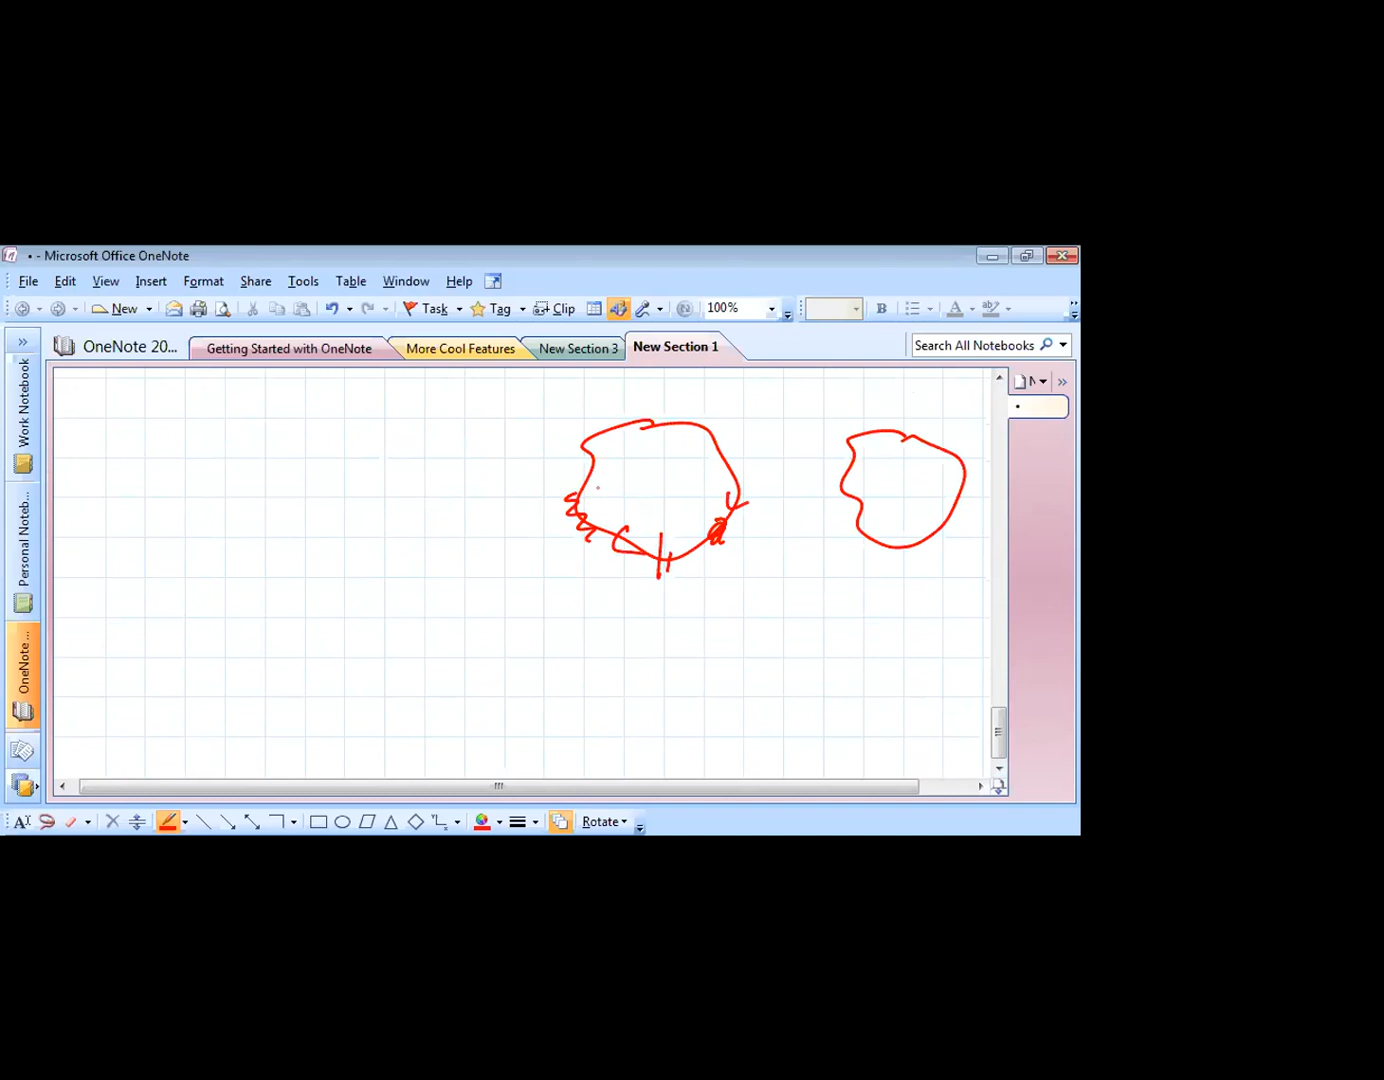 • - Microsoft Office OneNote
File Edit View Insert Format Share Tools Table Window Help
New Task Tag Clip 100% B A ab
OneNote 20... Getting Started with OneNote More Cool Features New Section 3 New Section 1 Search All Notebooks
Work Notebook
Personal Noteb...
OneNote ...
Rotate